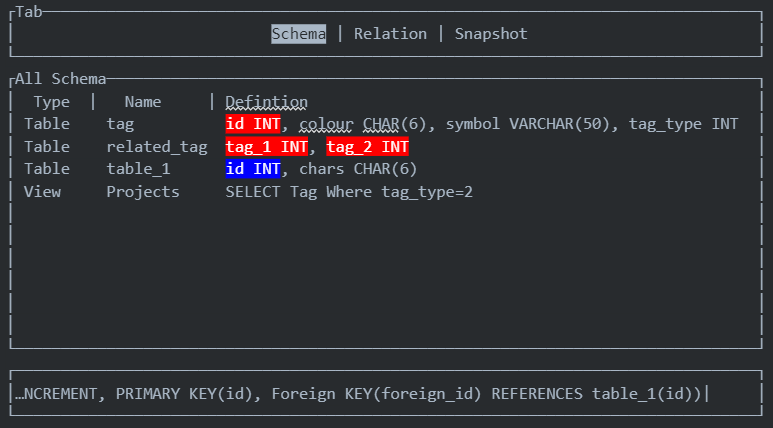 Tab
Schema | Relation | Snapshot
All Schema
Type | Name | Defintion
Table tag id INT, colour CHAR(6), symbol VARCHAR(50), tag_type INT
Table related_tag tag_1 INT, tag_2 INT
Table table_1 id INT, chars CHAR(6)
View Projects SELECT Tag Where tag_type=2
…NCREMENT, PRIMARY KEY(id), Foreign KEY(foreign_id) REFERENCES table_1(id))|